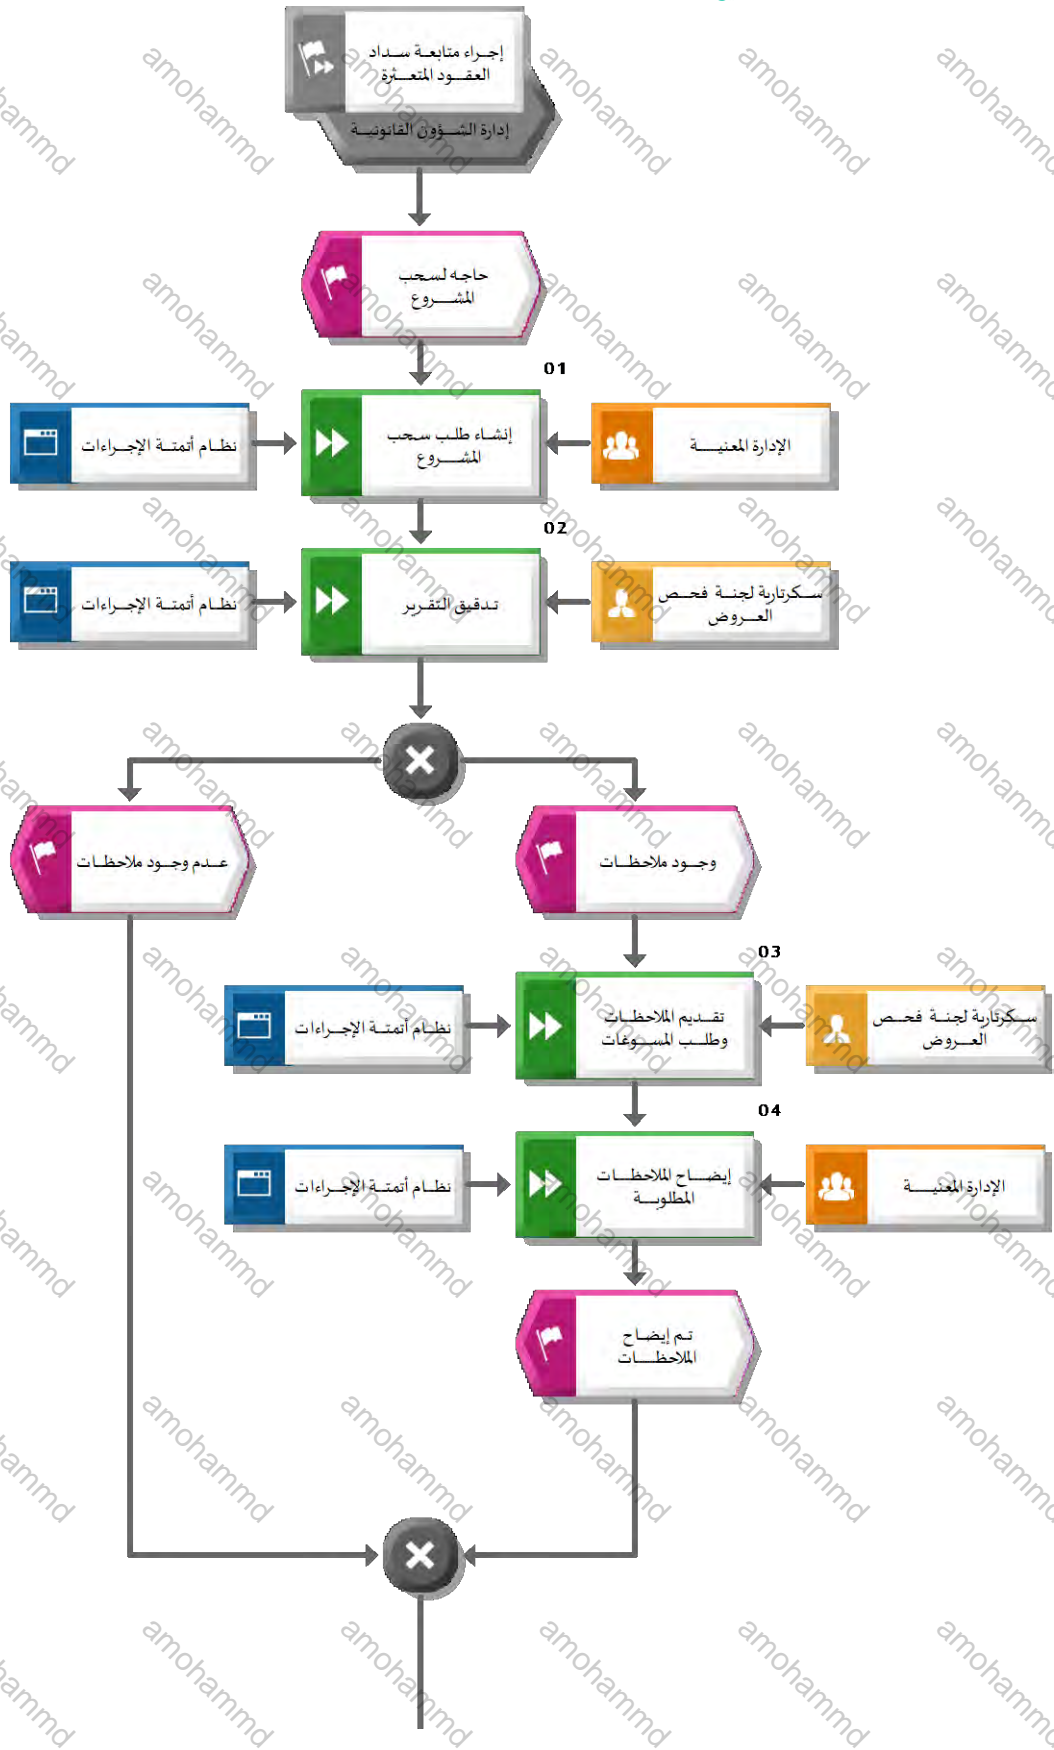 إجراء متابعة سداد
العقود المتعثرة
إدارة الشؤون القانونية
حاجه لسحب
المشروع
01
نظام أتمتة الإجراءات
إنشاء طلب سحب
المشروع
الإدارة المعنية
02
نظام أتمتة الإجراءات
تدقيق التقرير
سكرتارية لجنة فحص
العروض
عدم وجود ملاحظات
وجود ملاحظات
03
نظام أتمتة الإجراءات
تقديم الملاحظات
وطلب المسوغات
سكرتارية لجنة فحص
العروض
04
نظام أتمتة الإجراءات
إيضاح الملاحظات
المطلوبة
الإدارة المعنية
تم إيضاح
الملاحظات
amohammd